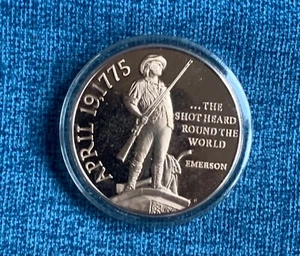 APRIL 19, 1775
...THE
SHOT HEARD
ROUND THE
WORLD
EMERSON